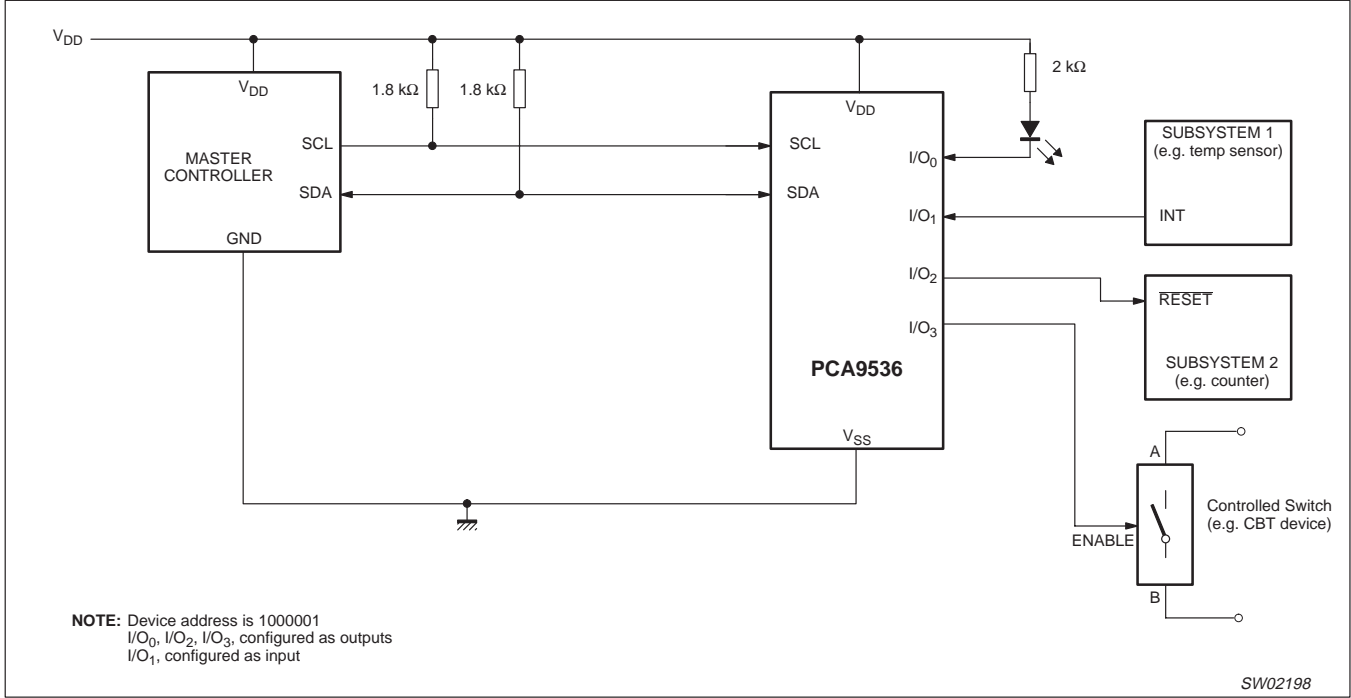 VDD
VDD
1.8 kΩ
1.8 kΩ
2 kΩ
MASTER
CONTROLLER
SCL
SDA
GND
VDD
SCL
SDA
I/O0
I/O1
I/O2
I/O3
PCA9536
VSS
SUBSYSTEM 1
(e.g. temp sensor)
INT
RESET
SUBSYSTEM 2
(e.g. counter)
A
ENABLE
B
Controlled Switch
(e.g. CBT device)
NOTE: Device address is 1000001
I/O0, I/O2, I/O3, configured as outputs
I/O1, configured as input
SW02198